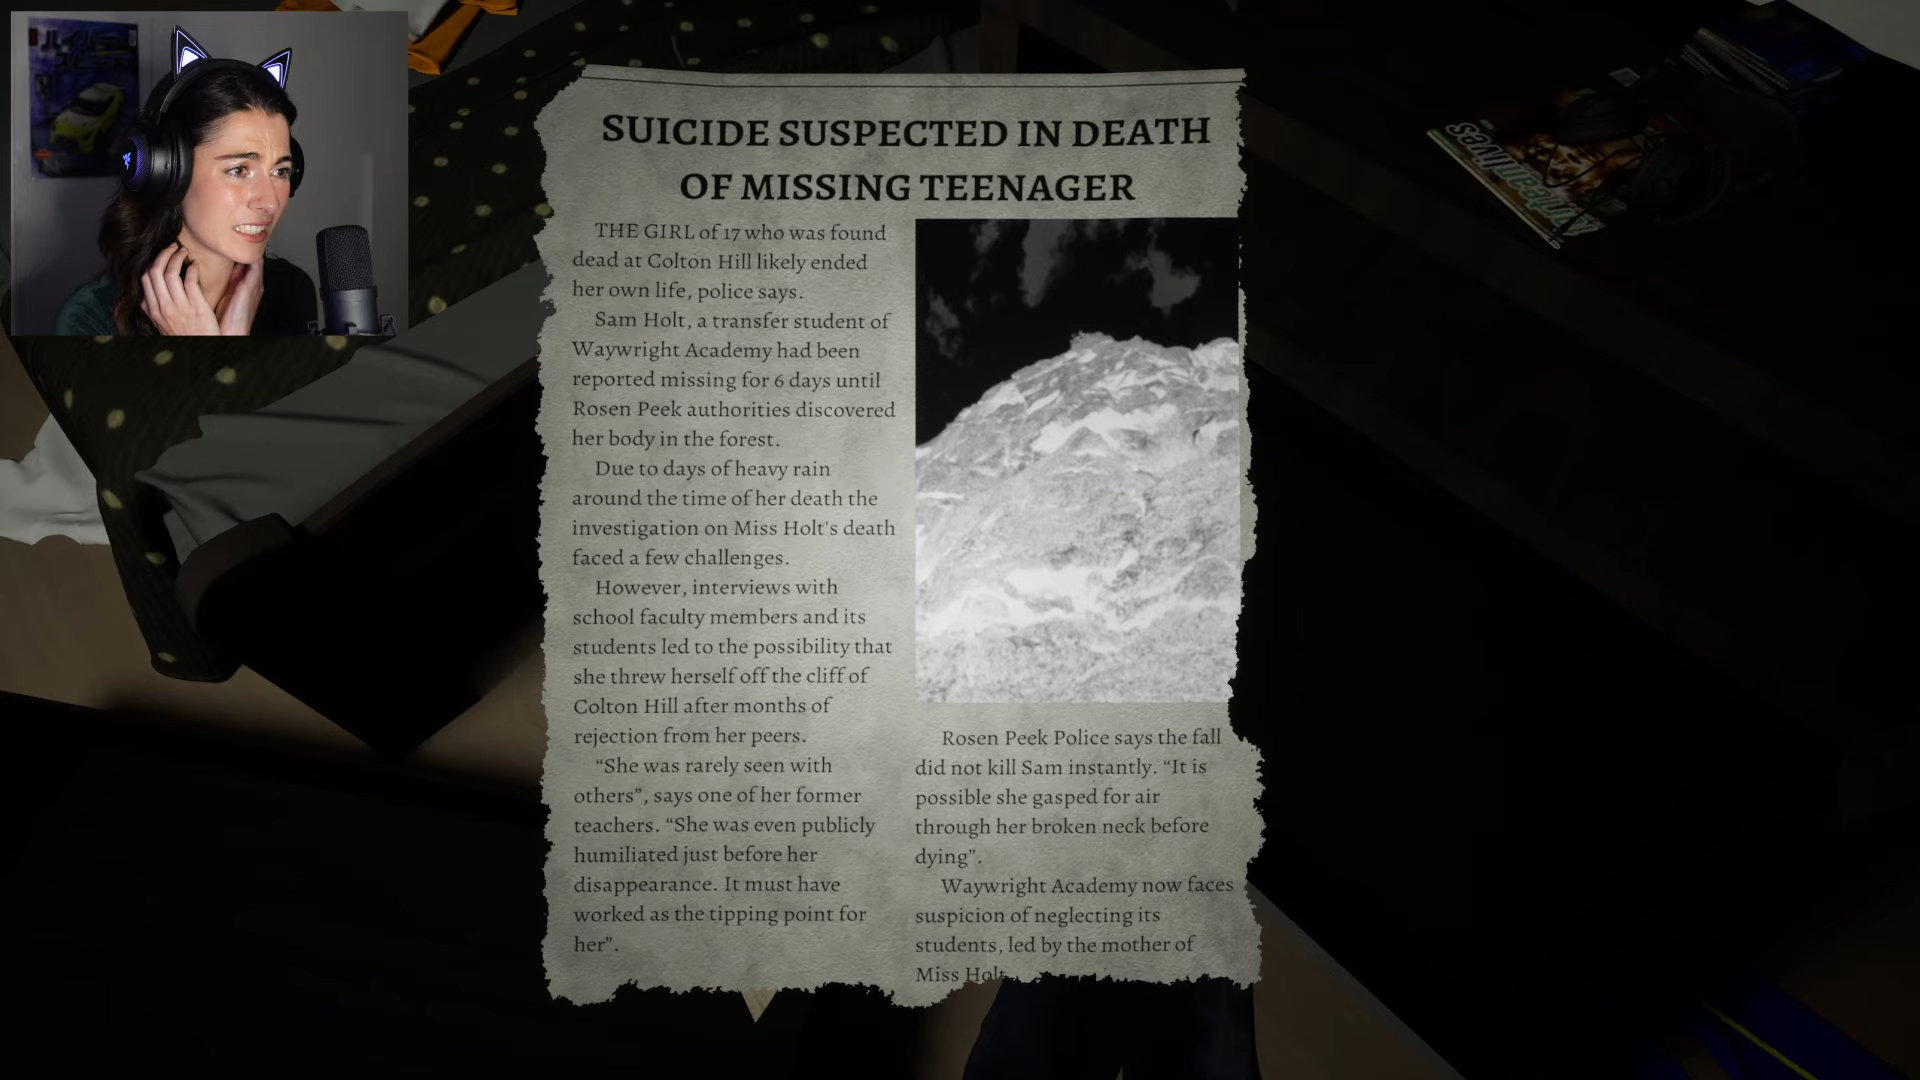 SUICIDE SUSPECTED IN DEATH
OF MISSING TEENAGER
THE GIRL of 17 who was found
dead at Colton Hill likely ended
her own life, police says.
Sam Holt, a transfer student of
Waywright Academy had been
reported missing for 6 days until
Rosen Peek authorities discovered
her body in the forest.
Due to days of heavy rain
around the time of her death the
investigation on Miss Holt's death
faced a few challenges.
However, interviews with
school faculty members and its
students led to the possibility that
she threw herself off the cliff of
Colton Hill after months of
rejection from her peers.
“She was rarely seen with
others”, says one of her former
teachers. “She was even publicly
humiliated just before her
disappearance. It must have
worked as the tipping point for
her”.
Rosen Peek Police says the fall
did not kill Sam instantly. “It is
possible she gasped for air
through her broken neck before
dying”.
Waywright Academy now faces
suspicion of neglecting its
students, led by the mother of
Miss Holt